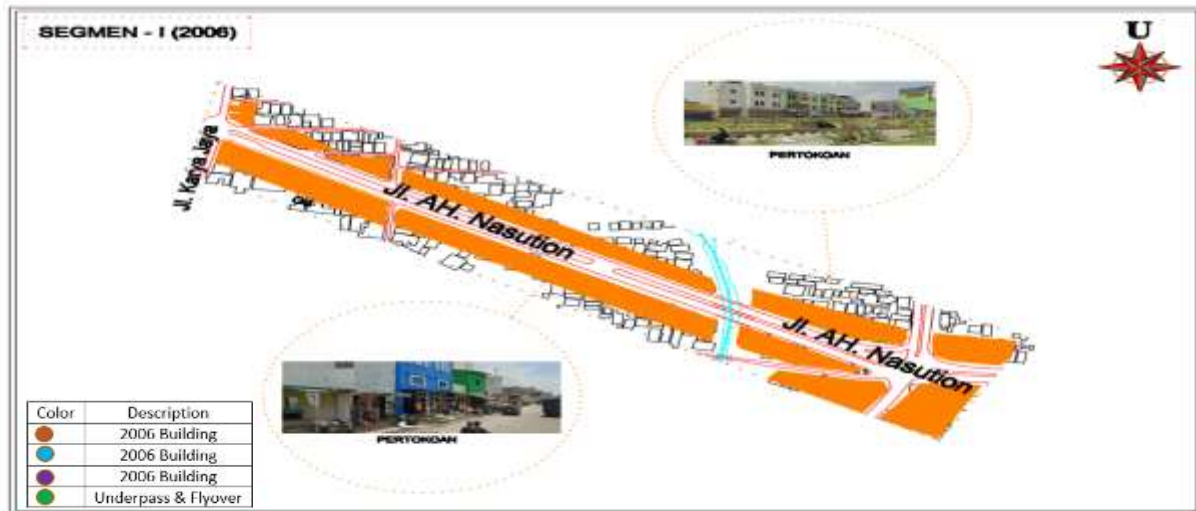 SEGMEN - I (2006)
U
Jl. Karya Jaya
Jl. AH. Nasution
PERTOKOAN
Jl. AH. Nasution
PERTOKOAN
Color Description
2006 Building
2006 Building
2006 Building
Underpass & Flyover